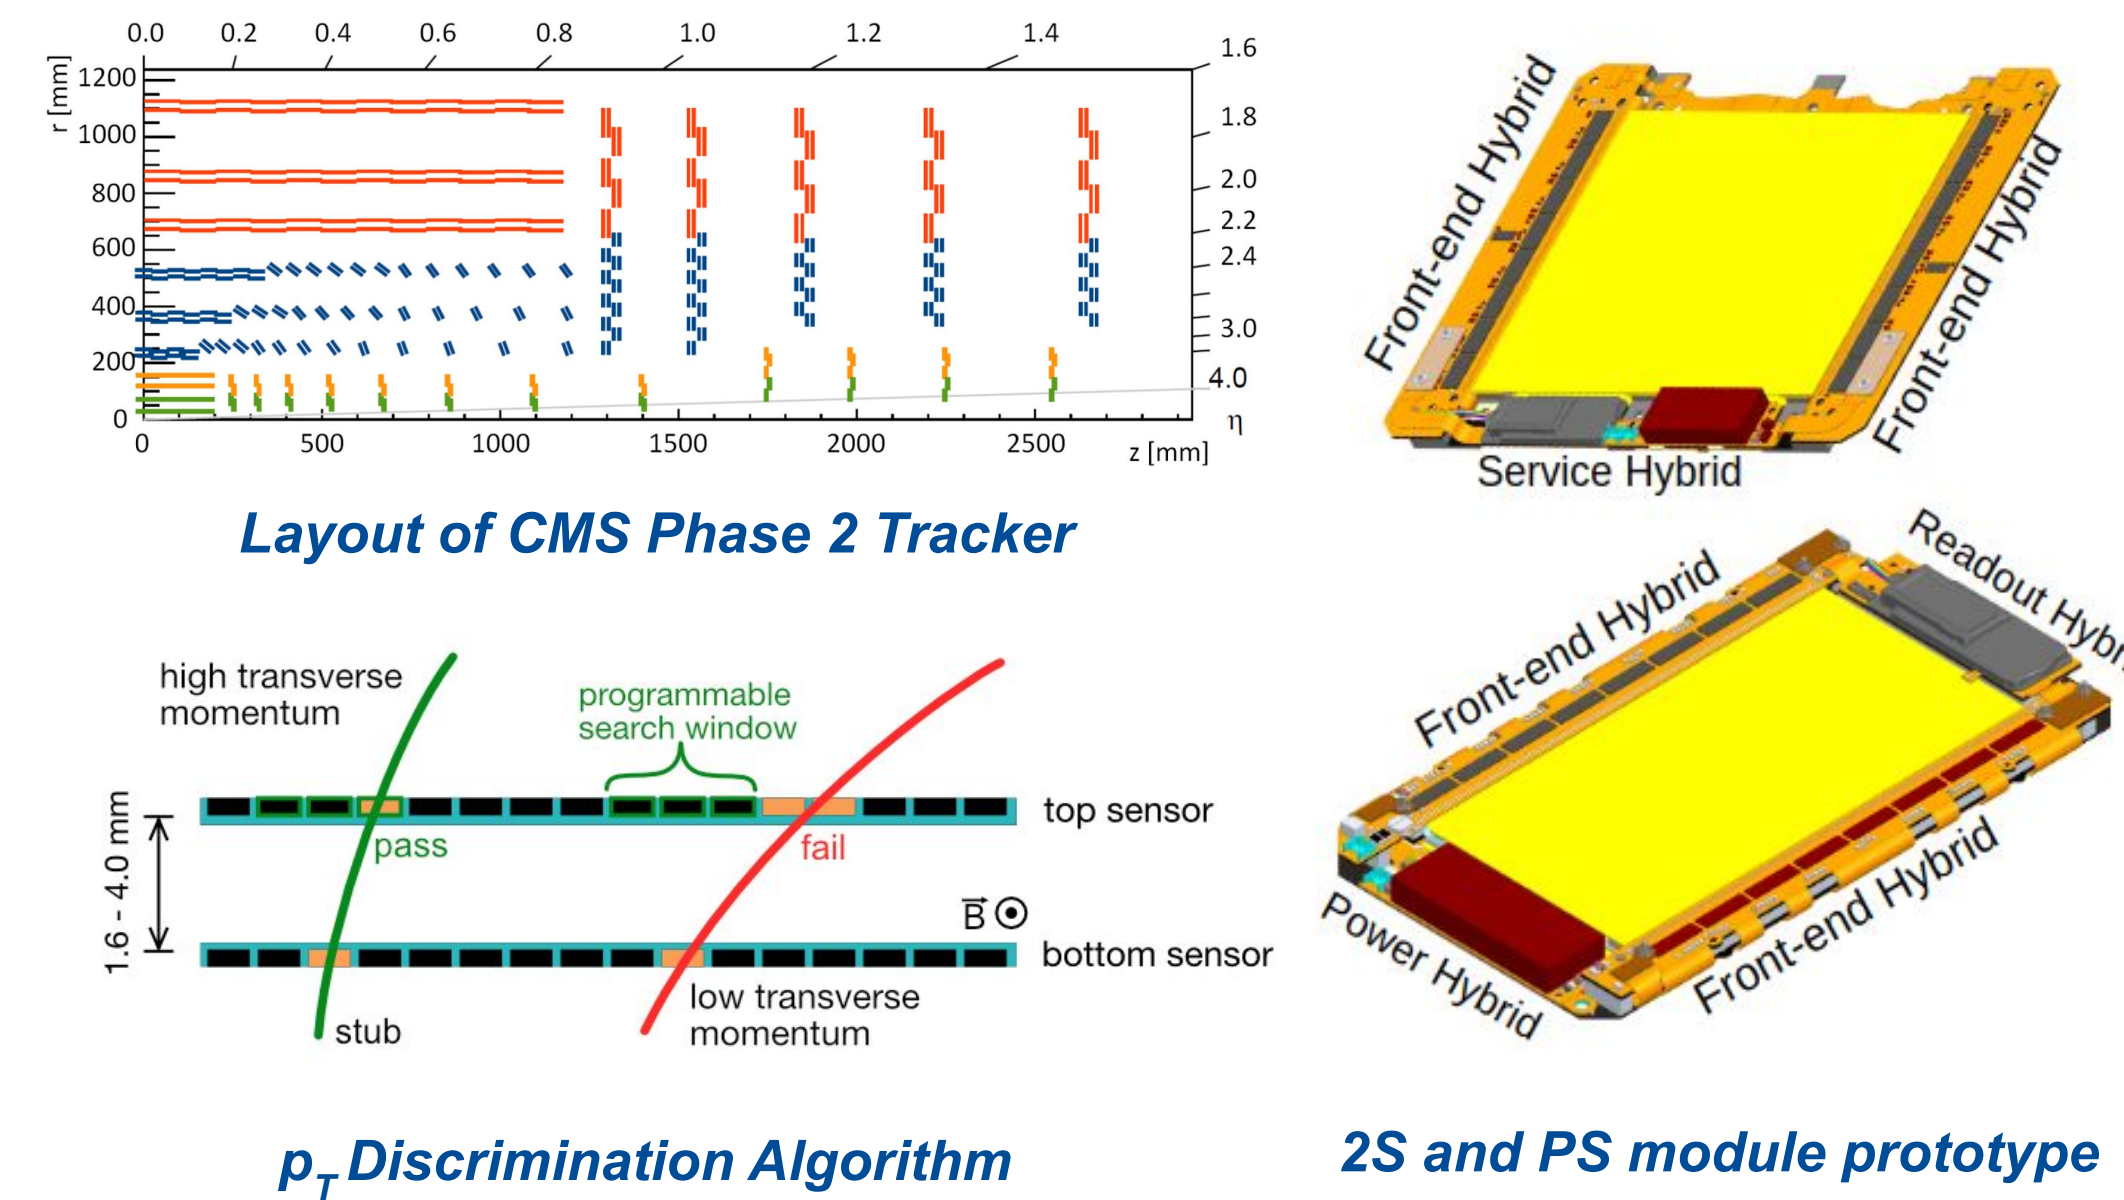 0.0 0.2 0.4 0.6 0.8 1.0 1.2 1.4 1.6
r [mm]
1200
1000
800
600
400
200
0
1.8
2.0
2.2
2.4
3.0
4.0
η
0 500 1000 1500 2000 2500 z [mm]
Layout of CMS Phase 2 Tracker
Front-end Hybrid
Front-end Hybrid
Service Hybrid
high transverse
momentum
programmable
search window
pass
fail
top sensor
1.6 - 4.0 mm
B
bottom sensor
stub
low transverse
momentum
pT Discrimination Algorithm
Front-end Hybrid
Readout Hybri
Power Hybrid
Front-end Hybrid
2S and PS module prototype